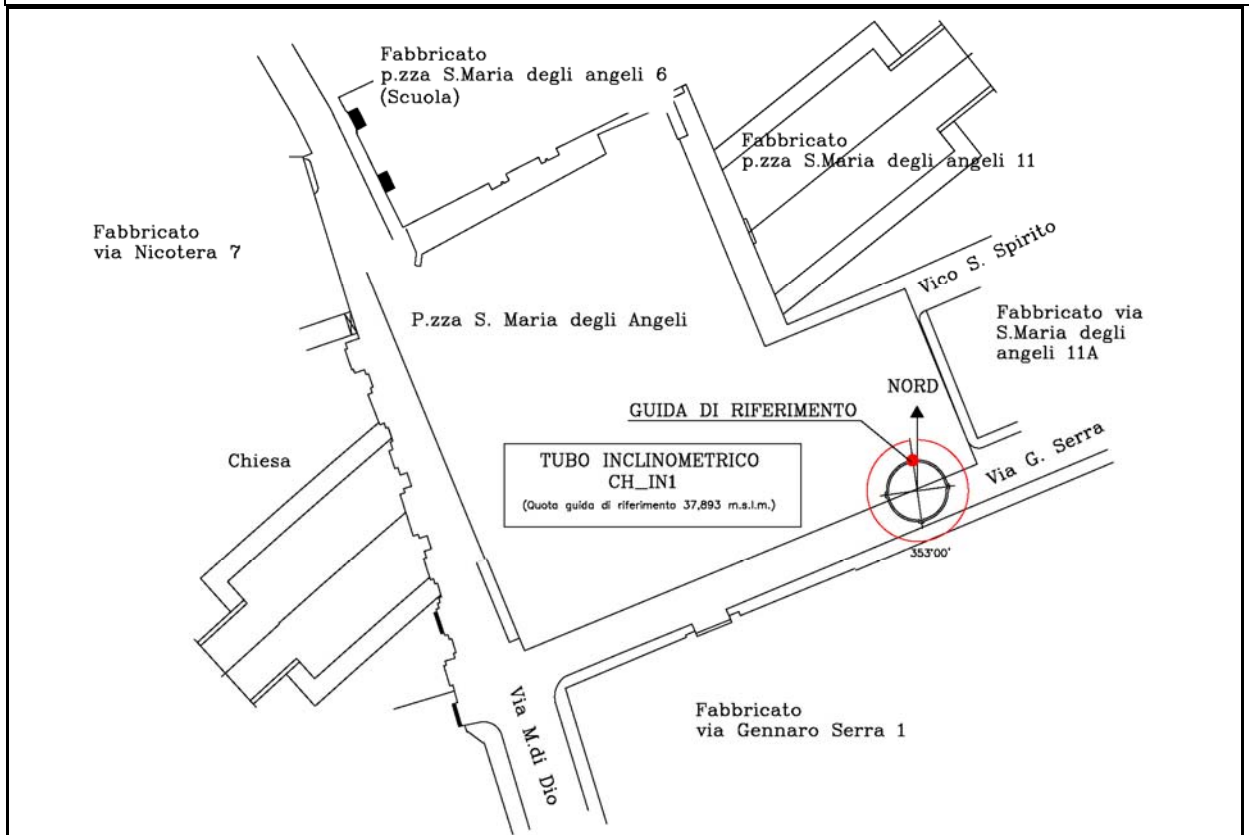 Fabbricato
p.zza S.Maria degli angeli 6
(Scuola)
Fabbricato
p.zza S.Maria degli angeli 11
Fabbricato
via Nicotera 7
Vico S. Spirito
Fabbricato via
S.Maria degli
angeli 11A
P.zza S. Maria degli Angeli
NORD
GUIDA DI RIFERIMENTO
Via G. Serra
Chiesa
TUBO INCLINOMETRICO
CH_IN1
(Quota guida di riferimento 37,893 m.s.l.m.)
353°00'
Via M.di Dio
Fabbricato
via Gennaro Serra 1